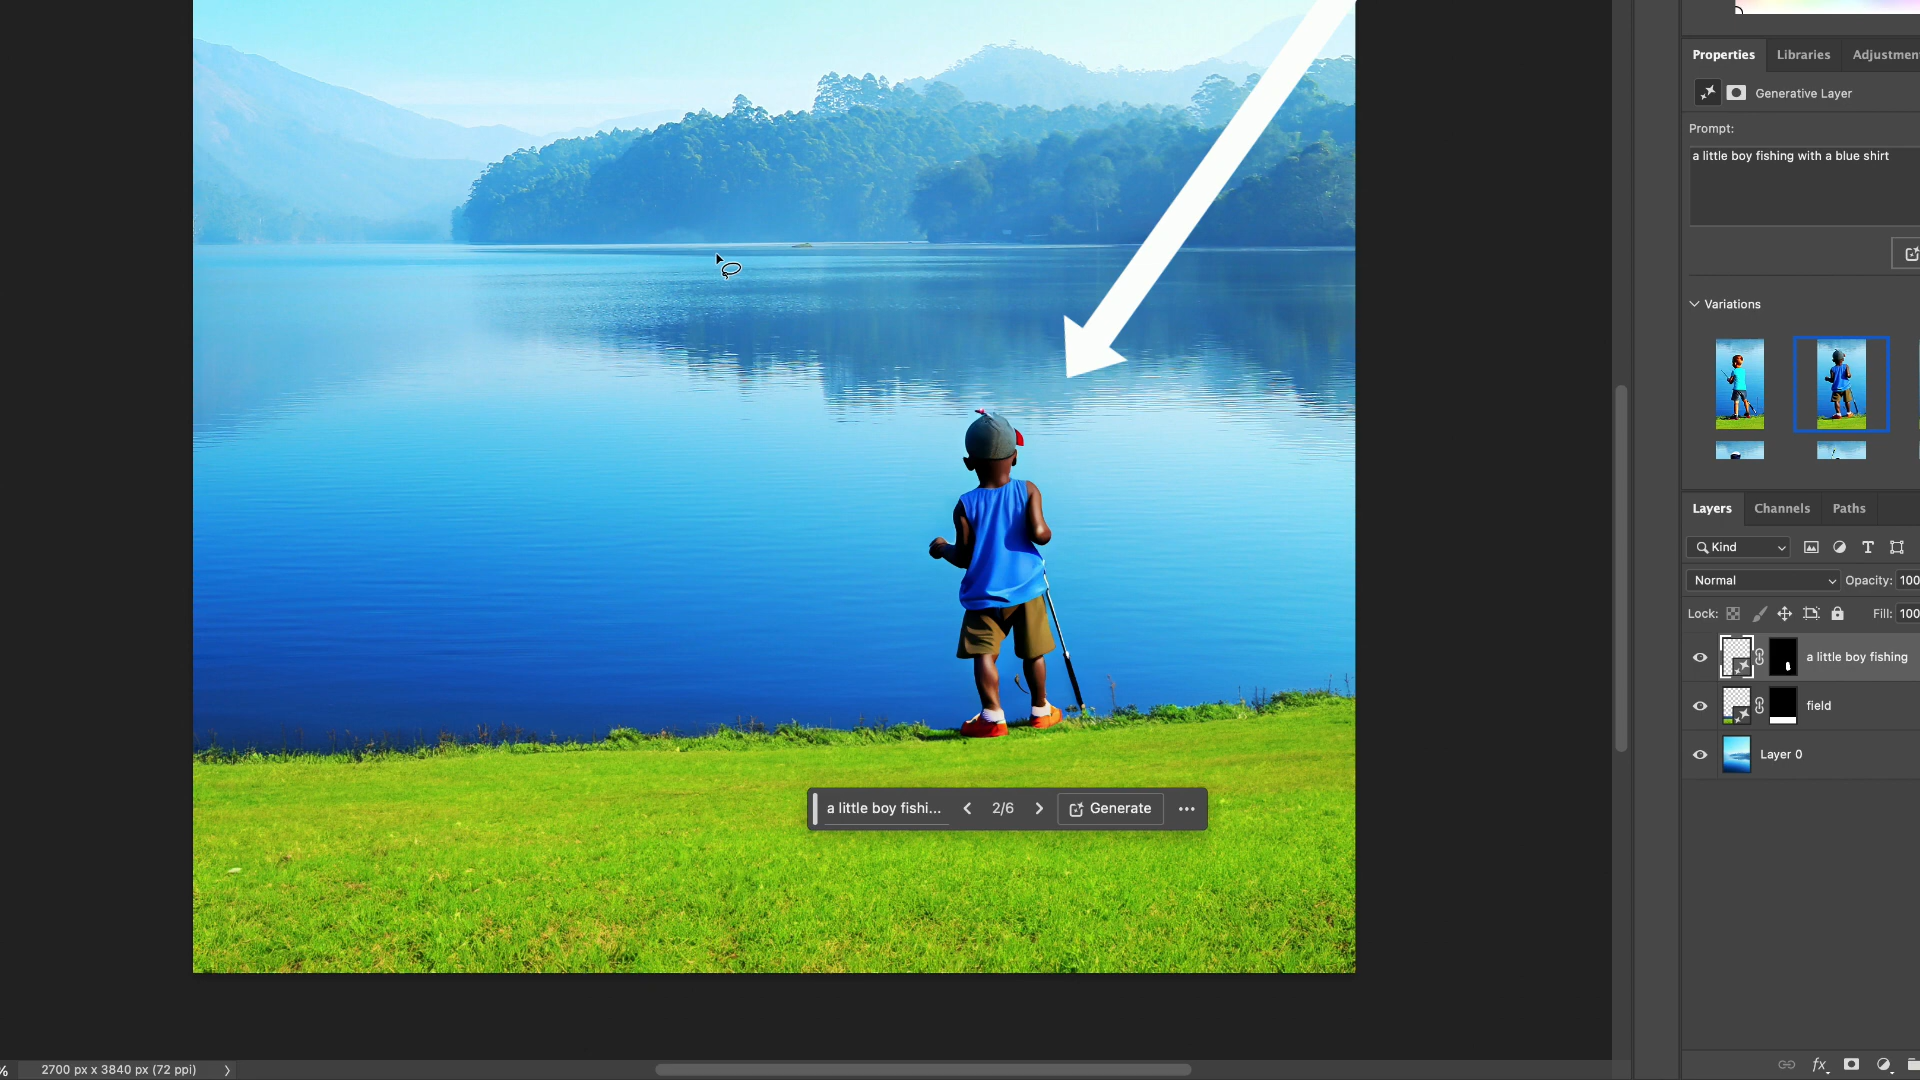 Properties Libraries Adjustmen
Generative Layer
Prompt:
a little boy fishing with a blue shirt
Variations
Layers Channels Paths
Kind
Normal Opacity: 100
Lock: Fill: 100
a little boy fishing
field
Layer 0
a little boy fishi... 2/6 Generate
% 2700 px x 3840 px (72 ppi)
fx